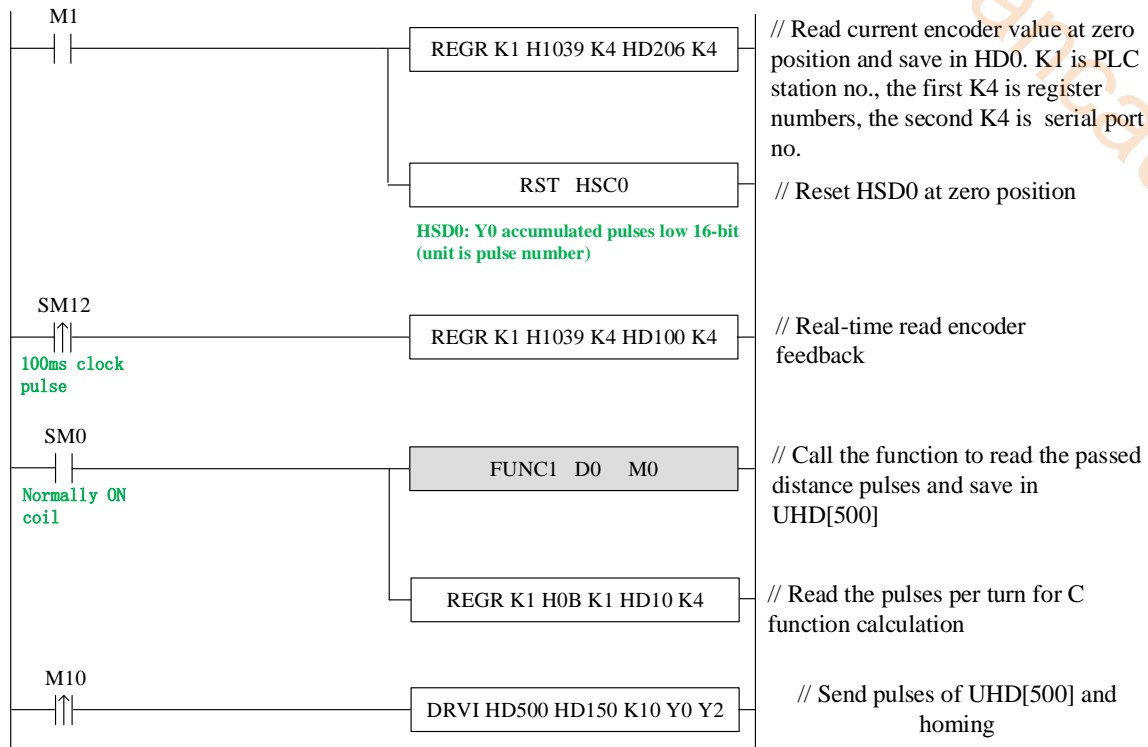 M1
REGR K1 H1039 K4 HD206 K4
// Read current encoder value at zero
position and save in HD0. K1 is PLC
station no., the first K4 is register
numbers, the second K4 is serial port
no.
RST HSC0
// Reset HSD0 at zero position
HSD0: Y0 accumulated pulses low 16-bit
(unit is pulse number)
SM12
REGR K1 H1039 K4 HD100 K4
// Real-time read encoder
feedback
100ms clock
pulse
SM0
FUNC1 D0 M0
// Call the function to read the passed
distance pulses and save in
UHD[500]
Normally ON
coil
REGR K1 H0B K1 HD10 K4
// Read the pulses per turn for C
function calculation
M10
DRVI HD500 HD150 K10 Y0 Y2
// Send pulses of UHD[500] and
homing